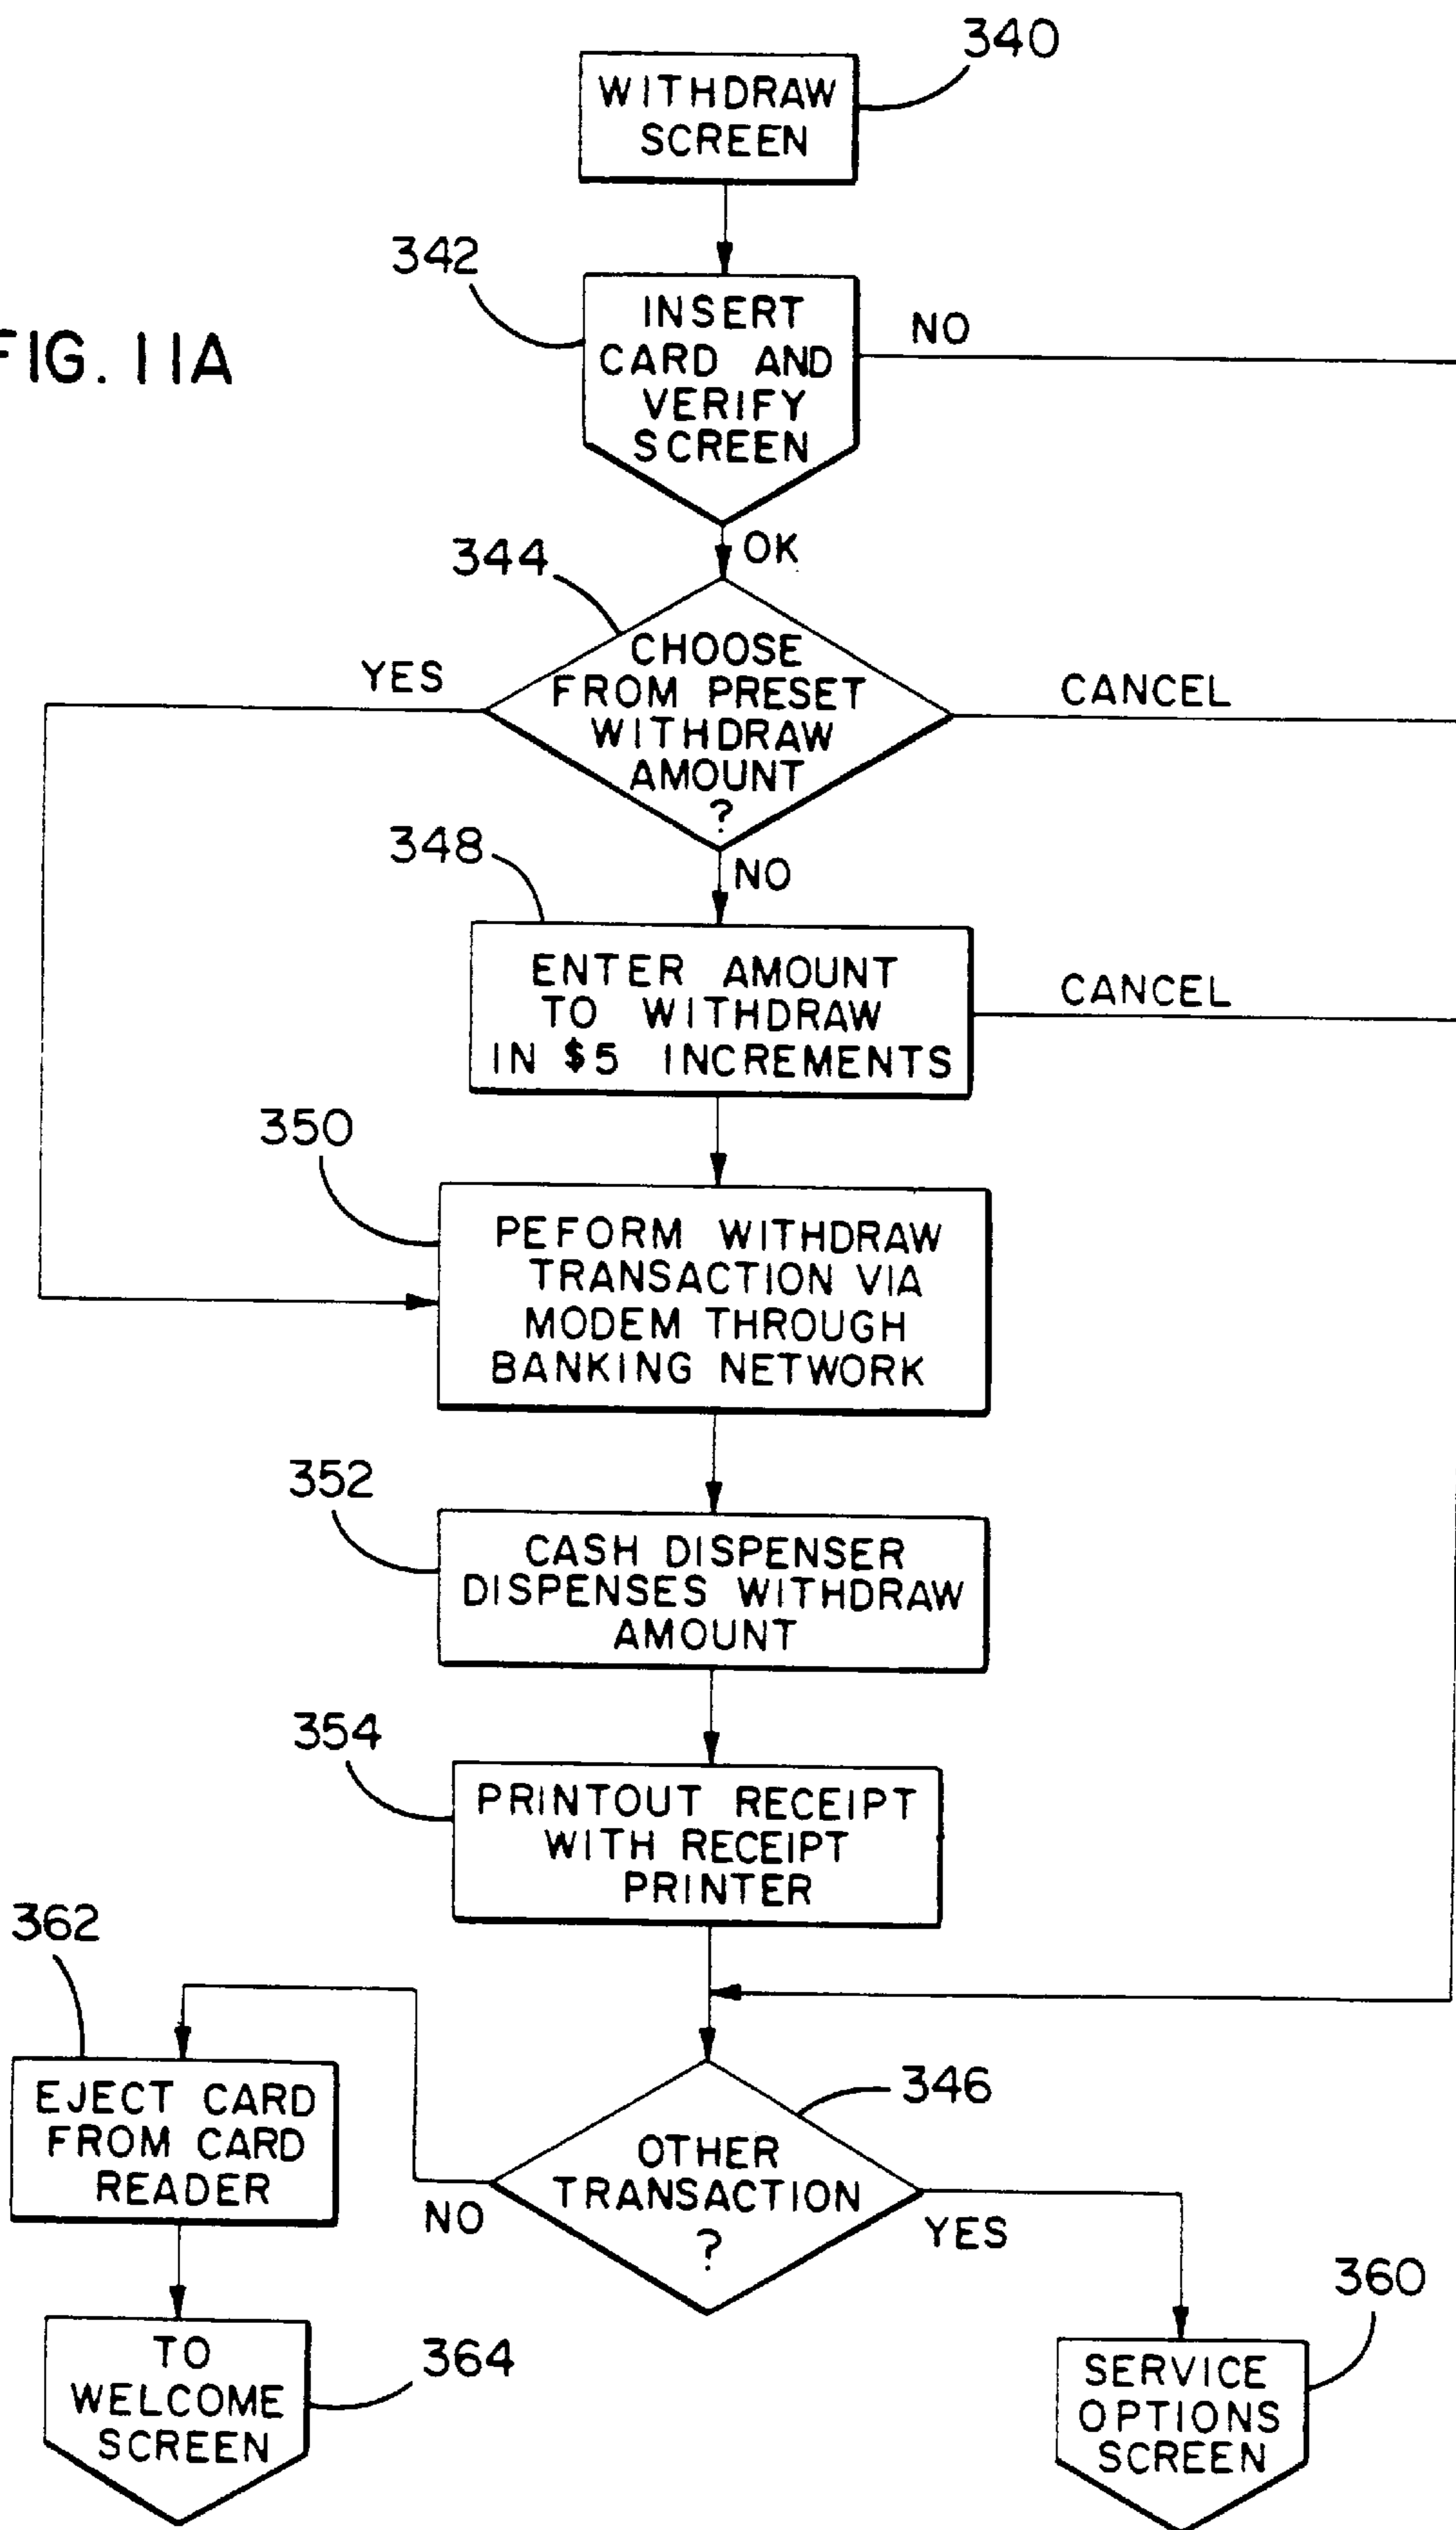 340
WITHDRAW
SCREEN
342
FIG. 11A
INSERT
CARD AND
VERIFY
SCREEN
NO
OK
344
CHOOSE
FROM PRESET
WITHDRAW
AMOUNT
?
YES
CANCEL
348
NO
ENTER AMOUNT
TO WITHDRAW
IN $5 INCREMENTS
CANCEL
350
PEFORM WITHDRAW
TRANSACTION VIA
MODEM THROUGH
BANKING NETWORK
352
CASH DISPENSER
DISPENSES WITHDRAW
AMOUNT
354
PRINTOUT RECEIPT
WITH RECEIPT
PRINTER
362
EJECT CARD
FROM CARD
READER
346
OTHER
TRANSACTION
?
NO
YES
TO
WELCOME
SCREEN
364
360
SERVICE
OPTIONS
SCREEN